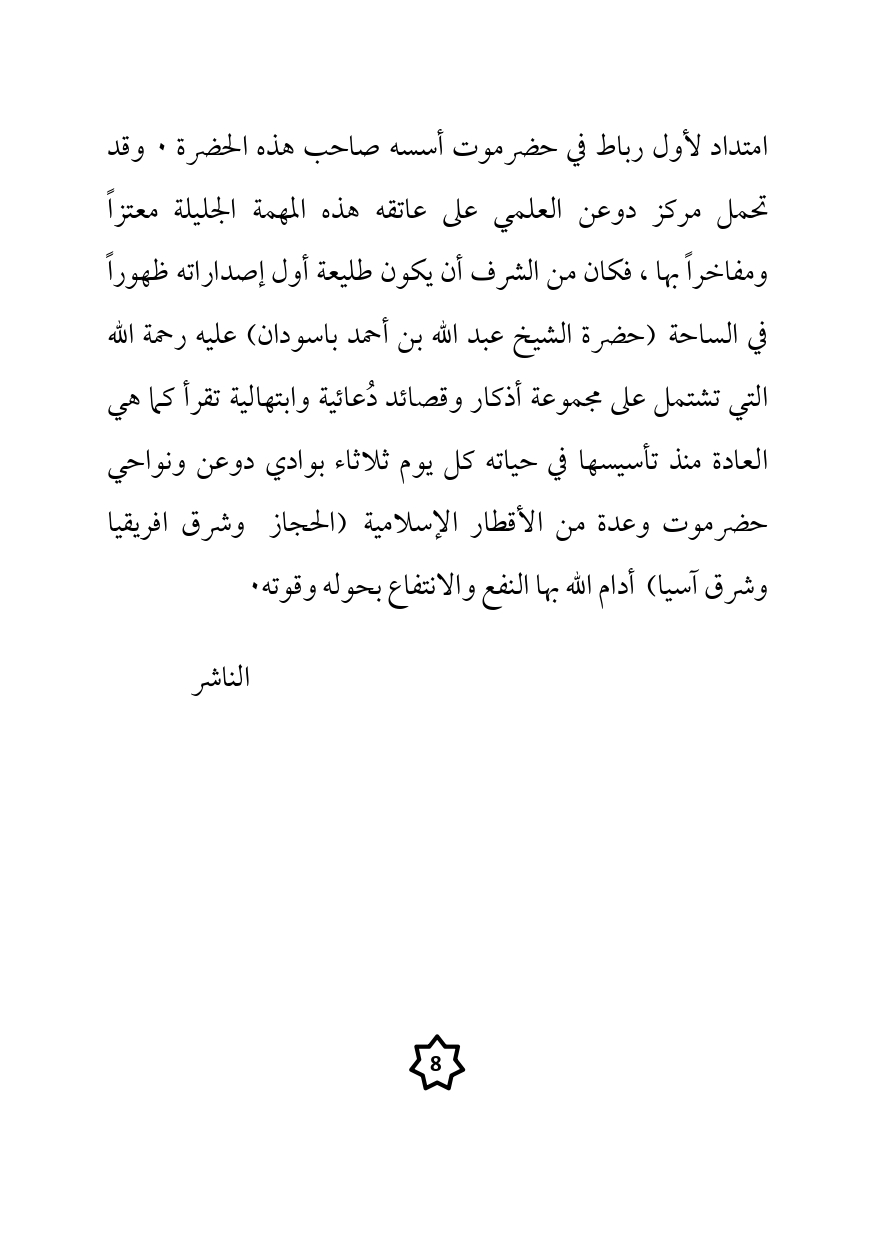 امتداد لأول رباط في حضرموت أسسه صاحب هذه الحضرة ٠ وقد
تحمل مركز دوعن العلمي على عاتقه هذه المهمة الجليلة معتزاً
ومفاخراً بها ، فكان من الشرف أن يكون طليعة أول إصداراته ظهوراً
في الساحة (حضرة الشيخ عبد الله بن أحمد باسودان) عليه رحمة الله
التي تشتمل على مجموعة أذكار وقصائد دُعائية وابتهالية تقرأ كما هي
العادة منذ تأسيسها في حياته كل يوم ثلاثاء بوادي دوعن ونواحي
حضرموت وعدة من الأقطار الإسلامية (الحجاز وشرق افريقيا
وشرق آسيا) أدام الله بها النفع والانتفاع بحوله وقوته٠
الناشر
8